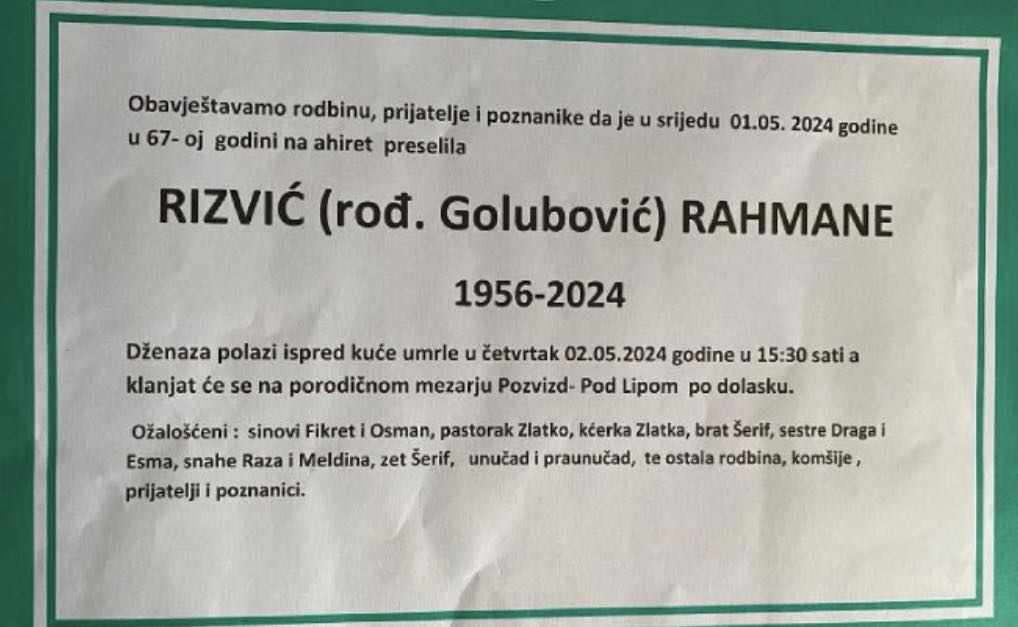 Obavještavamo rodbinu, prijatelje i poznanike da je u srijedu 01.05. 2024 godine
u 67- oj godini na ahiret preselila
RIZVIĆ (rođ. Golubović) RAHMANE
1956-2024
Dženaza polazi ispred kuće umrle u četvrtak 02.05.2024 godine u 15:30 sati a
klanjat će se na porodičnom mezarju Pozvizd- Pod Lipom po dolasku.
Ožalošćeni : sinovi Fikret i Osman, pastorak Zlatko, kćerka Zlatka, brat Šerif, sestre Draga i
Esma, snahe Raza i Meldina, zet Šerif, unučad i praunučad, te ostala rodbina, komšije ,
prijatelji i poznanici.